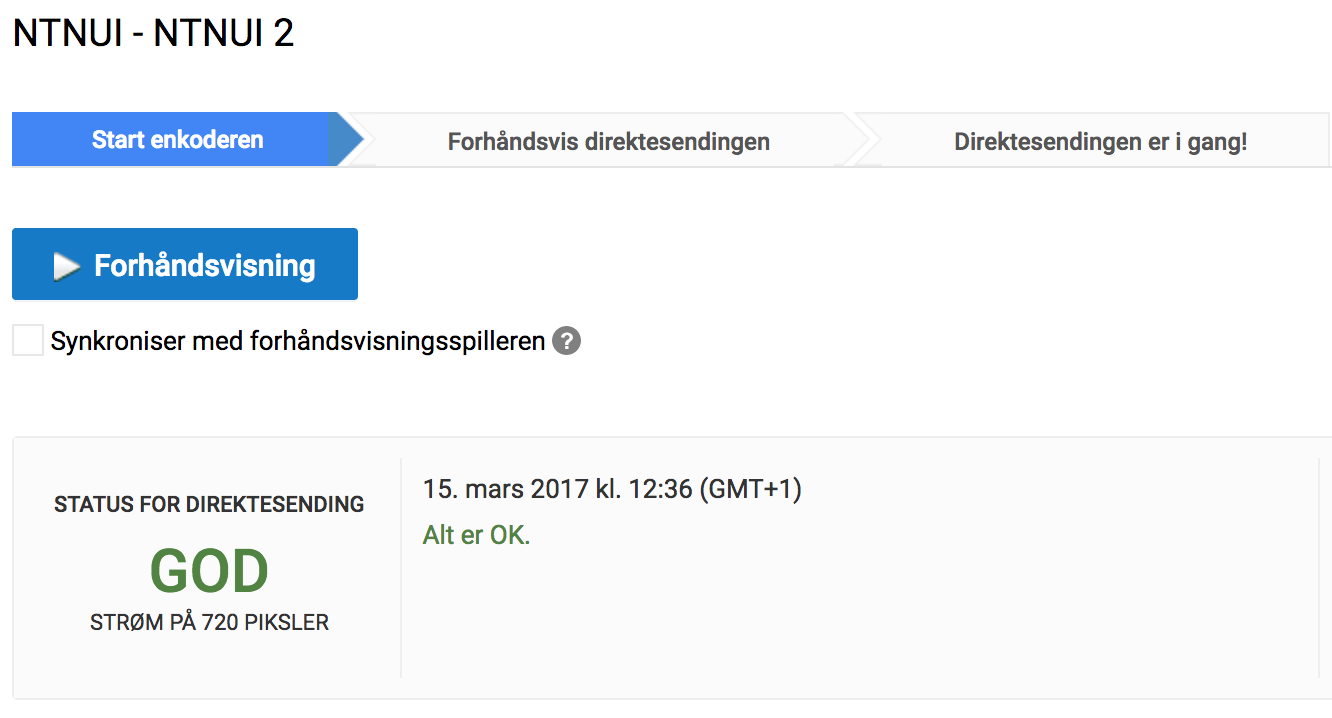 NTNUI - NTNUI 2
Start enkoderen
Forhåndsvis direktesendingen
Direktesendingen er i gang!
Forhåndsvisning
Synkroniser med forhåndsvisningsspilleren ?
STATUS FOR DIREKTESENDING
GOD
STRØM PÅ 720 PIKSLER
15. mars 2017 kl. 12:36 (GMT+1)
Alt er OK.